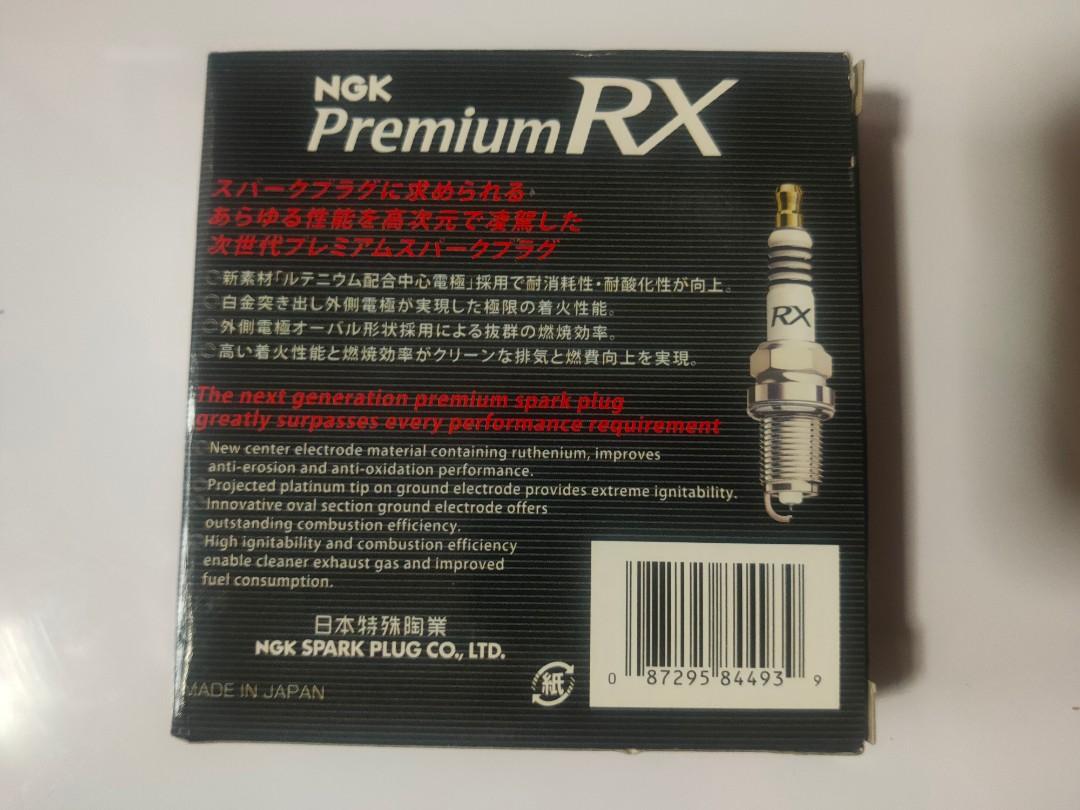 NGK
Premium RX
スパークプラグに求められる
あらゆる性能を高次元で凌駕した
次世代プレミアムスパークプラグ
新素材「ルテニウム配合中心電極」採用で耐消耗性・耐酸化性が向上。
白金突き出し外側電極が実現した極限の着火性能。
外側電極オーバル形状採用による抜群の燃焼効率。
高い着火性能と燃焼効率がクリーンな排気と燃費向上を実現。
RX
The next generation premium spark plug
greatly surpasses every performance requirement
New center electrode material containing ruthenium, improves
anti-erosion and anti-oxidation performance.
Projected platinum tip on ground electrode provides extreme ignitability.
Innovative oval section ground electrode offers
outstanding combustion efficiency.
High ignitability and combustion efficiency
enable cleaner exhaust gas and improved
fuel consumption.
日本特殊陶業
NGK SPARK PLUG CO., LTD.
MADE IN JAPAN
紙
0 87295 84493 9